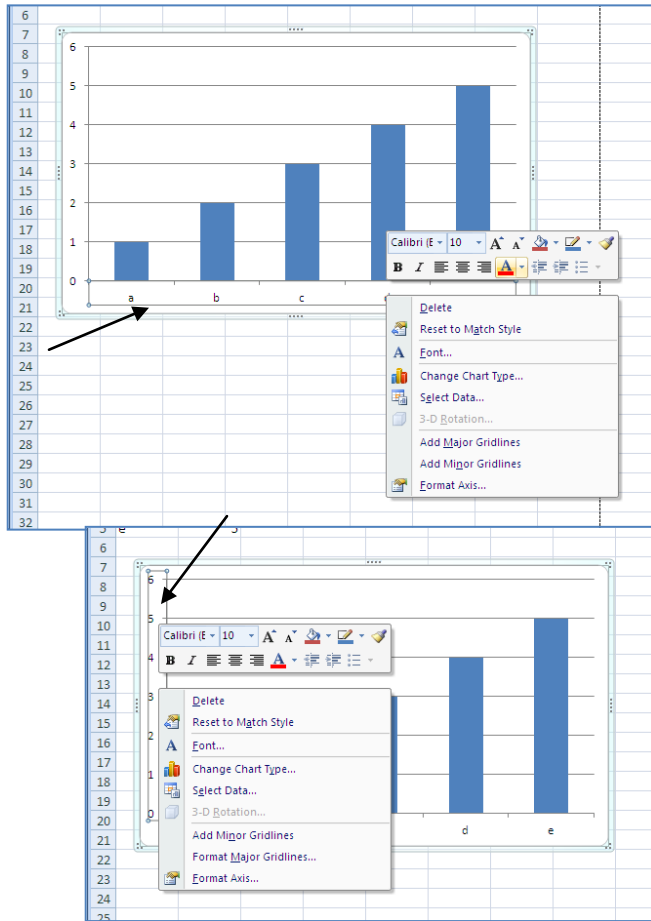 6
7
8
9
10
11
12
13
14
15
16
17
18
19
20
21
22
23
24
25
26
27
28
29
30
31
32
6
5
4
3
2
1
0
a b c
Calibri (E 10 A A
B I A
Delete
Reset to Match Style
A Font...
Change Chart Type...
Select Data...
3-D Rotation...
Add Major Gridlines
Add Minor Gridlines
Format Axis...
6
7
8
9
10
11
12
13
14
15
16
17
18
19
20
21
22
23
24
25
6
5
4
3
2
1
0
d e
Calibri (E 10 A A
B I A
Delete
Reset to Match Style
A Font...
Change Chart Type...
Select Data...
3-D Rotation...
Add Minor Gridlines
Format Major Gridlines...
Format Axis...